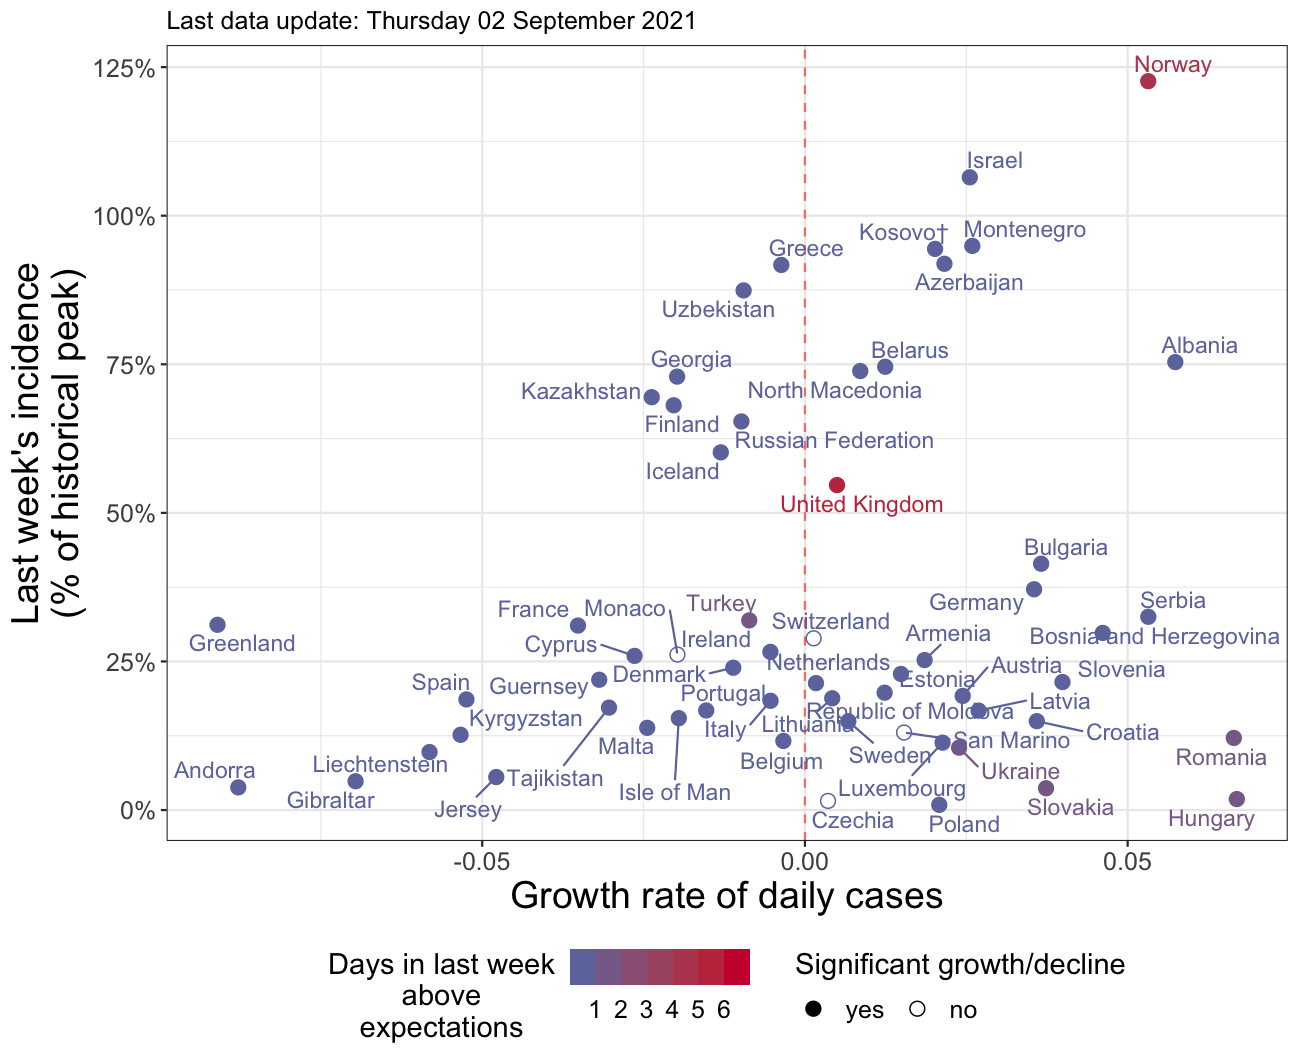 Last data update: Thursday 02 September 2021
Last week's incidence
(% of historical peak)
125%
100%
75%
50%
25%
0%
Norway
Israel
Kosovo†
Montenegro
Greece
Azerbaijan
Uzbekistan
Albania
Belarus
Georgia
Kazakhstan
North Macedonia
Finland
Russian Federation
Iceland
United Kingdom
Bulgaria
Germany
Serbia
France
Monaco
Turkey
Switzerland
Armenia
Bosnia and Herzegovina
Greenland
Cyprus
Ireland
Netherlands
Austria
Slovenia
Denmark
Estonia
Spain
Guernsey
Portugal
Latvia
Kyrgyzstan
Republic of Moldova
Italy
Lithuania
Croatia
Malta
San Marino
Sweden
Romania
Liechtenstein
Belgium
Andorra
Ukraine
Tajikistan
Luxembourg
Gibraltar
Isle of Man
Jersey
Slovakia
Czechia
Poland
Hungary
-0.05
0.00
0.05
Growth rate of daily cases
Days in last week
above
expectations
1 2 3 4 5 6
Significant growth/decline
yes
no